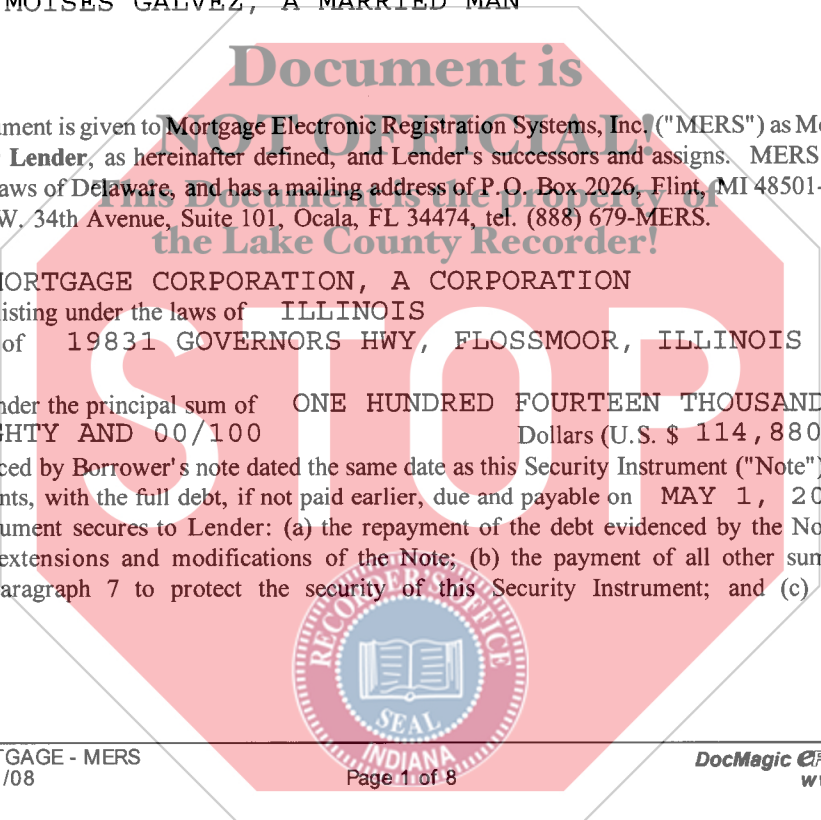 MOISES GALVEZ, A MARRIED MAN
Document is
NOT OFFICIAL!
ument is given to Mortgage Electronic Registration Systems, Inc. ("MERS") as Mo
Lender, as hereinafter defined, and Lender's successors and assigns. MERS
aws of Delaware, and has a mailing address of P.O. Box 2026, Flint, MI 48501-
This Document is the property of
W. 34th Avenue, Suite 101, Ocala, FL 34474, tel. (888) 679-MERS.
the Lake County Recorder!
MORTGAGE CORPORATION, A CORPORATION
isting under the laws of ILLINOIS
of 19831 GOVERNORS HWY, FLOSSMOOR, ILLINOIS
STOP
nder the principal sum of ONE HUNDRED FOURTEEN THOUSAND
GHTY AND 00/100 Dollars (U.S. $ 114,880
ced by Borrower's note dated the same date as this Security Instrument ("Note")
nts, with the full debt, if not paid earlier, due and payable on MAY 1, 20
ument secures to Lender: (a) the repayment of the debt evidenced by the No
extensions and modifications of the Note; (b) the payment of all other sum
aragraph 7 to protect the security of this Security Instrument; and (c)
RECORDER'S OFFICE
SEAL
INDIANA
TGAGE - MERS
/08
Page 1 of 8
DocMagic